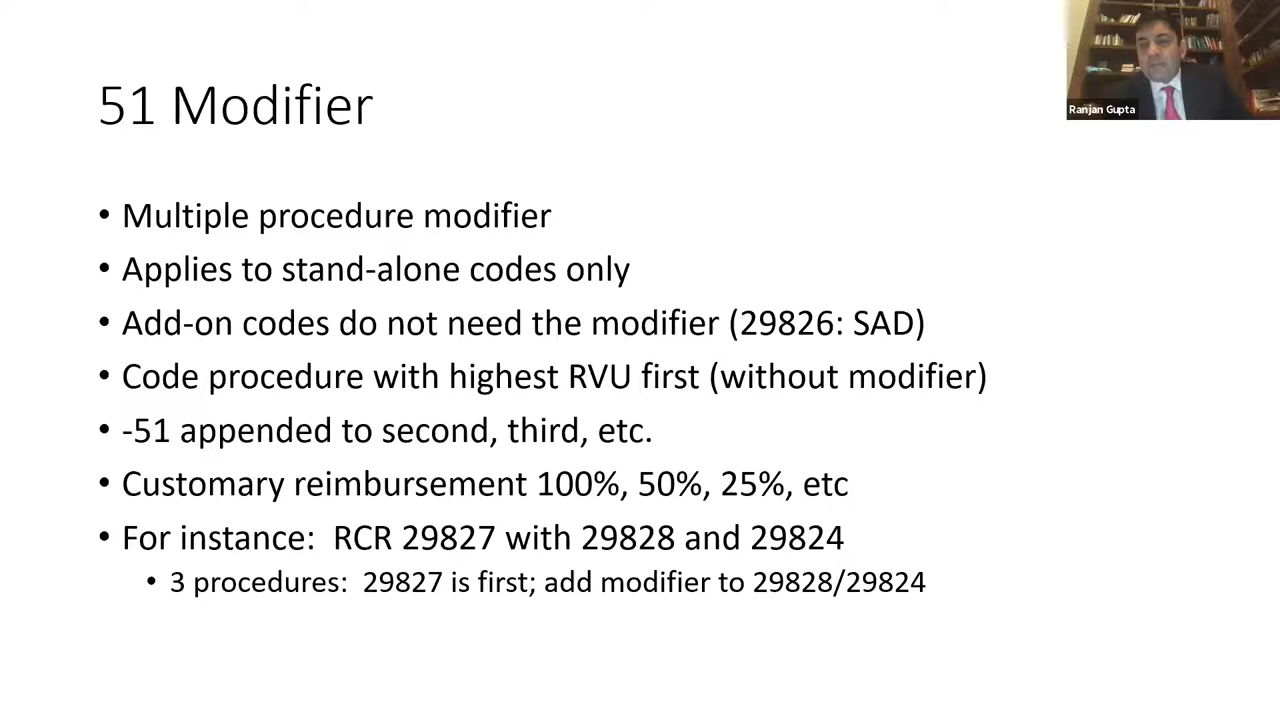 51 Modifier
Ranjan Gupta
• Multiple procedure modifier
• Applies to stand-alone codes only
• Add-on codes do not need the modifier (29826: SAD)
• Code procedure with highest RVU first (without modifier)
• -51 appended to second, third, etc.
• Customary reimbursement 100%, 50%, 25%, etc
• For instance:  RCR 29827 with 29828 and 29824
• 3 procedures:  29827 is first; add modifier to 29828/29824